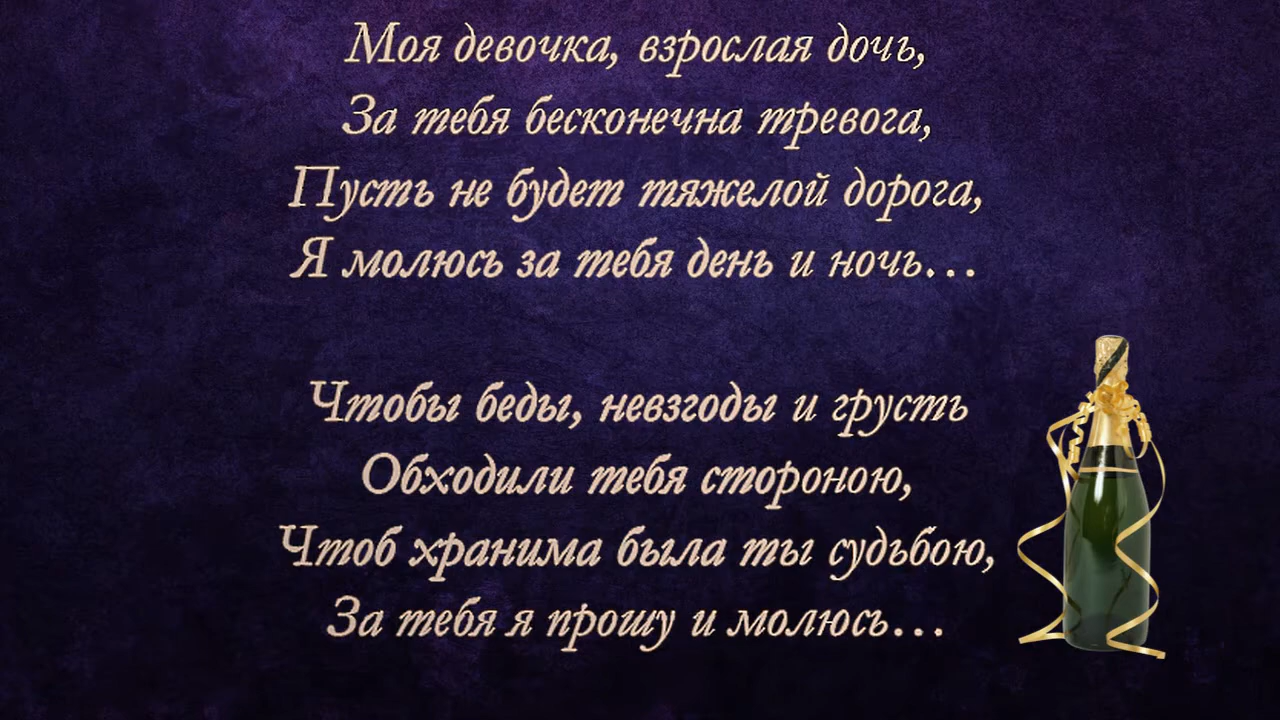 Моя девочка, взрослая дочь,
За тебя бесконечна тревога,
Пусть не будет тяжелой дорога,
Я молюсь за тебя день и ночь...
Чтобы беды, невзгоды и грусть
Обходили тебя стороною,
Чтоб хранима была ты судьбою,
За тебя я прошу и молюсь...